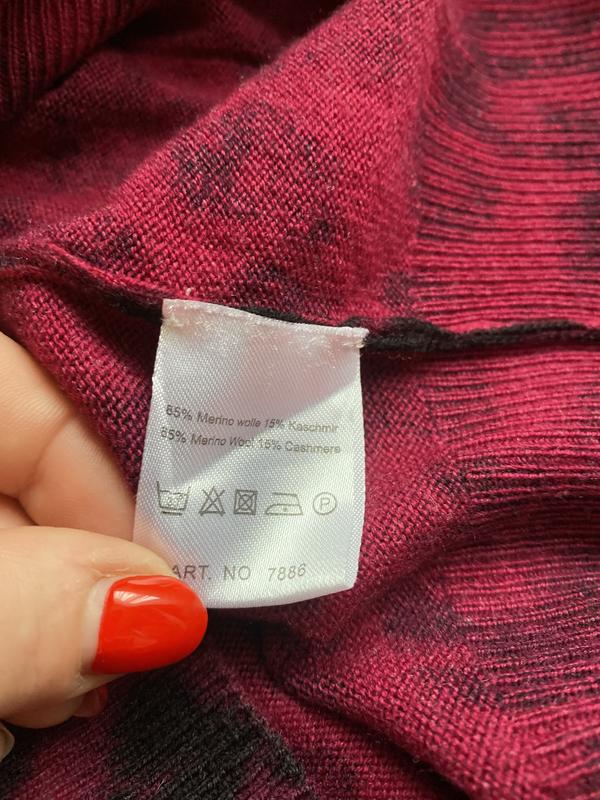 85% Merino wolle 15% Kaschmir
85% Merino Wool 15% Cashmere
P
ART. NO 7886